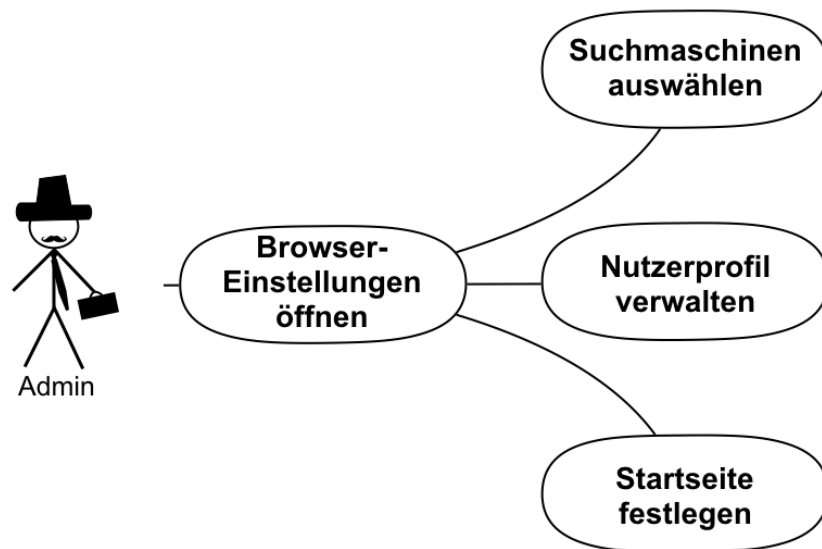 Suchmaschinen
auswählen
Browser-
Einstellungen
öffnen
Nutzerprofil
verwalten
Admin
Startseite
festlegen